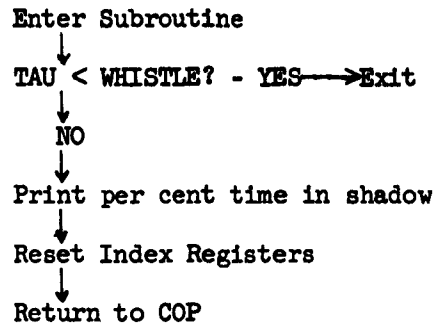 Enter Subroutine
TAU < WHISTLE? - YES → Exit
NO
Print per cent time in shadow
Reset Index Registers
Return to COP